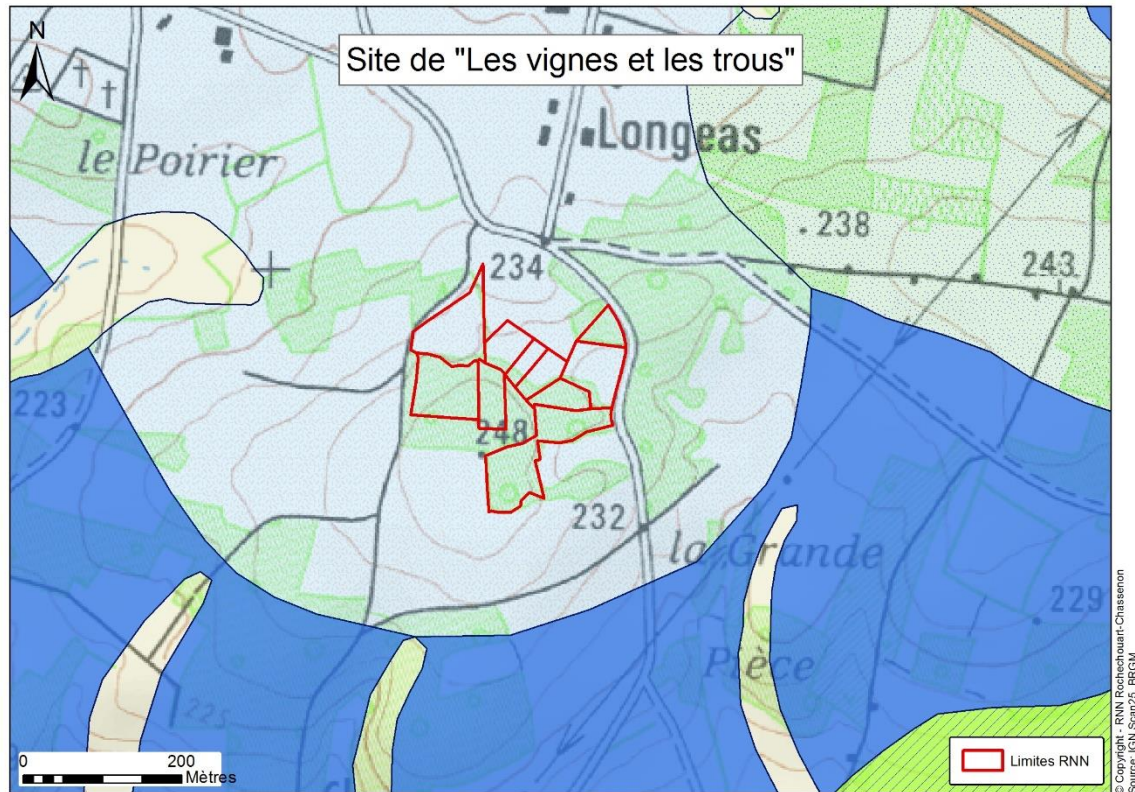 N
Site de "Les vignes et les trous"
le Poirier
Longeas
238
234
243
223
248
232
la Grande
229
Pièce
225
0 200
Mètres
Limites RNN
© Copyright - RNN Rochechouart-Chassenon
Source: IGN Scan25, BRGM